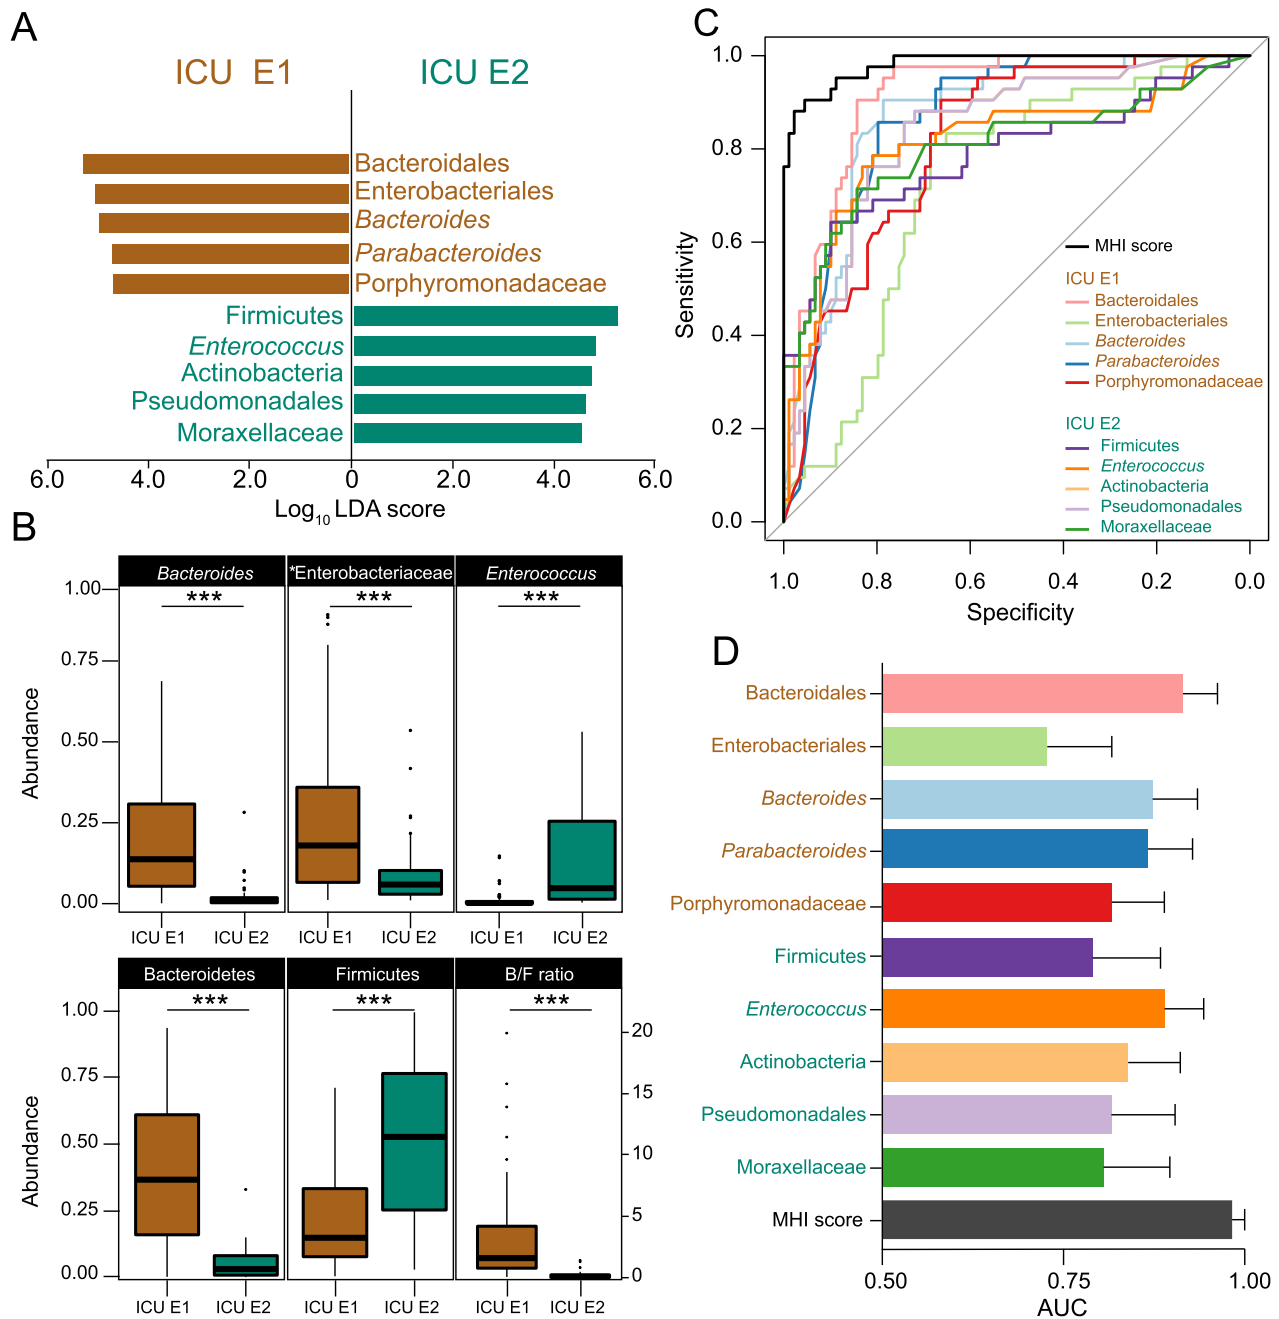 A
ICU E1
ICU E2
Bacteroidales
Enterobacteriales
Bacteroides
Parabacteroides
Porphyromonadaceae
Firmicutes
Enterococcus
Actinobacteria
Pseudomonadales
Moraxellaceae
6.0 4.0 2.0 0 2.0 4.0 6.0
Log10 LDA score
B
Bacteroides *Enterobacteriaceae Enterococcus
*** *** ***
1.00
0.75
0.50
0.25
0.00
Abundance
ICU E1 ICU E2 ICU E1 ICU E2 ICU E1 ICU E2
Bacteroidetes Firmicutes B/F ratio
*** *** ***
1.00
0.75
0.50
0.25
0.00
Abundance
20
15
10
5
0
ICU E1 ICU E2 ICU E1 ICU E2 ICU E1 ICU E2
C
1.0
0.8
0.6
0.4
0.2
0.0
Sensitivity
MHI score
ICU E1
Bacteroidales
Enterobacteriales
Bacteroides
Parabacteroides
Porphyromonadaceae
ICU E2
Firmicutes
Enterococcus
Actinobacteria
Pseudomonadales
Moraxellaceae
1.0 0.8 0.6 0.4 0.2 0.0
Specificity
D
Bacteroidales
Enterobacteriales
Bacteroides
Parabacteroides
Porphyromonadaceae
Firmicutes
Enterococcus
Actinobacteria
Pseudomonadales
Moraxellaceae
MHI score
0.50 0.75 1.00
AUC